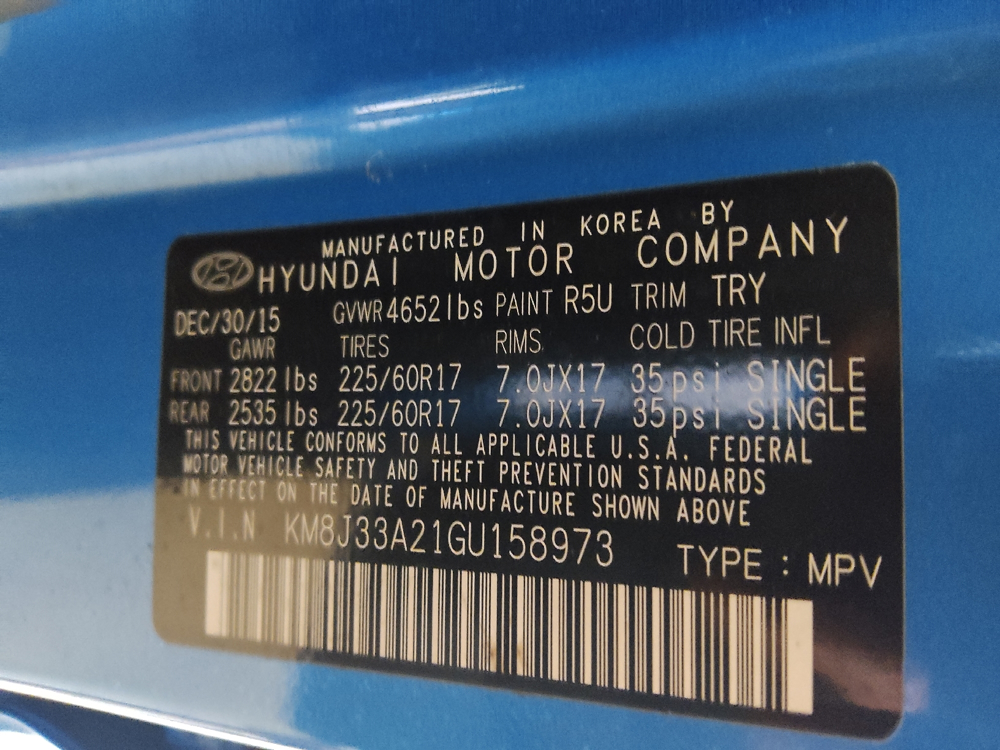 MANUFACTURED IN KOREA BY
HYUNDAI MOTOR COMPANY
DEC/30/15 GVWR 4652 lbs PAINT R5U TRIM TRY
GAWR TIRES RIMS COLD TIRE INFL
FRONT 2822 lbs 225/60R17 7.0JX17 35psi SINGLE
REAR 2535 lbs 225/60R17 7.0JX17 35psi SINGLE
THIS VEHICLE CONFORMS TO ALL APPLICABLE U.S.A. FEDERAL
MOTOR VEHICLE SAFETY AND THEFT PREVENTION STANDARDS
IN EFFECT ON THE DATE OF MANUFACTURE SHOWN ABOVE
V.I.N KM8J33A21GU158973 TYPE : MPV